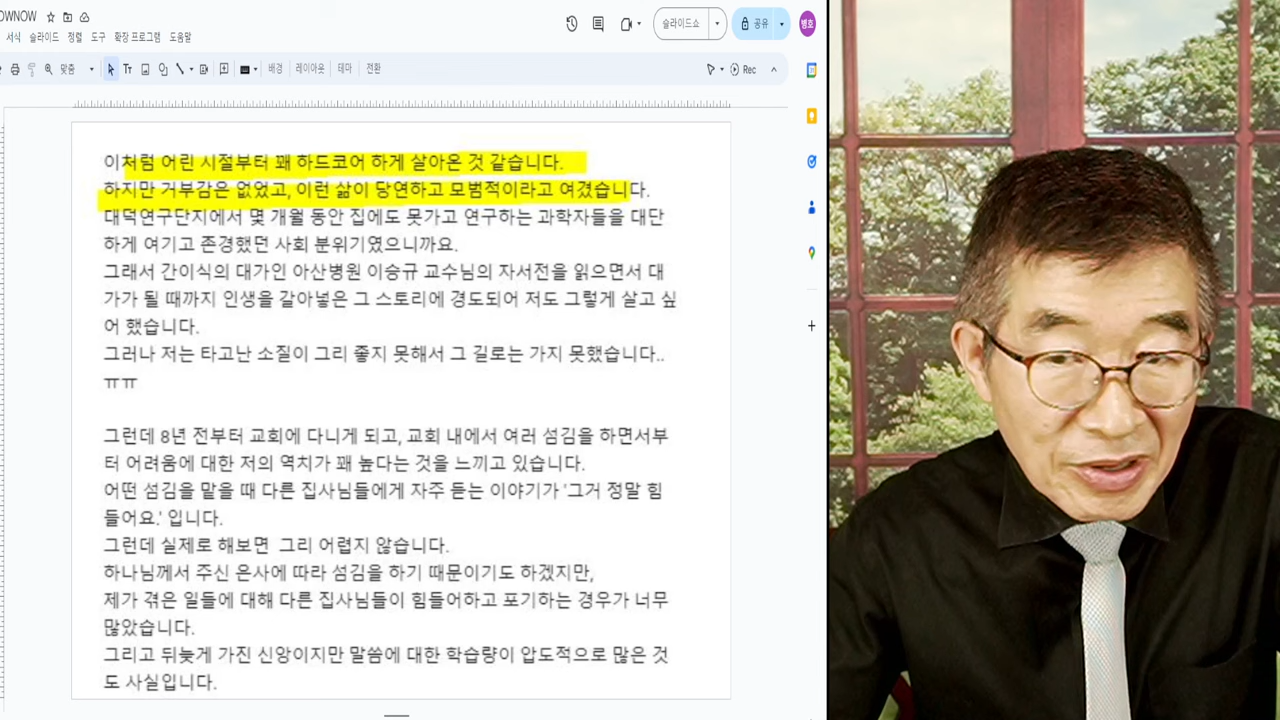 OWNOW
서식 슬라이드 정렬 도구 확장 프로그램 도움말
슬라이드쇼
공유
병호
맞춤
Tт
배경 레이아웃 테마 전환
Rec
이처럼 어린 시절부터 꽤 하드코어 하게 살아온 것 같습니다.
하지만 거부감은 없었고, 이런 삶이 당연하고 모범적이라고 여겼습니다.
대덕연구단지에서 몇 개월 동안 집에도 못가고 연구하는 과학자들을 대단
하게 여기고 존경했던 사회 분위기였으니까요.
그래서 간이식의 대가인 아산병원 이승규 교수님의 자서전을 읽으면서 대
가가 될 때까지 인생을 갈아넣은 그 스토리에 경도되어 저도 그렇게 살고 싶
어 했습니다.
그러나 저는 타고난 소질이 그리 좋지 못해서 그 길로는 가지 못했습니다..
ㅠㅠ
그런데 8년 전부터 교회에 다니게 되고, 교회 내에서 여러 섬김을 하면서부
터 어려움에 대한 저의 역치가 꽤 높다는 것을 느끼고 있습니다.
어떤 섬김을 맡을 때 다른 집사님들에게 자주 듣는 이야기가 '그거 정말 힘
들어요.' 입니다.
그런데 실제로 해보면 그리 어렵지 않습니다.
하나님께서 주신 은사에 따라 섬김을 하기 때문이기도 하겠지만,
제가 겪은 일들에 대해 다른 집사님들이 힘들어하고 포기하는 경우가 너무
많았습니다.
그리고 뒤늦게 가진 신앙이지만 말씀에 대한 학습량이 압도적으로 많은 것
도 사실입니다.